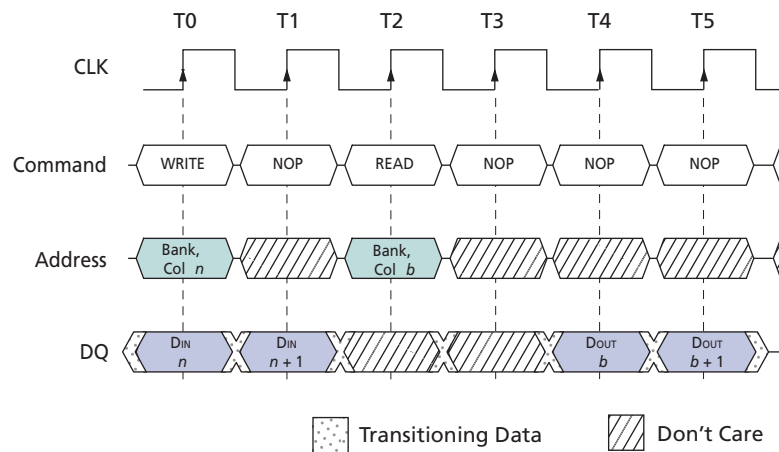 T0 T1 T2 T3 T4 T5
CLK
Command WRITE NOP READ NOP NOP NOP
Address Bank, Col n Bank, Col b
DQ DIN n DIN n + 1 DOUT b DOUT b + 1
Transitioning Data Don't Care